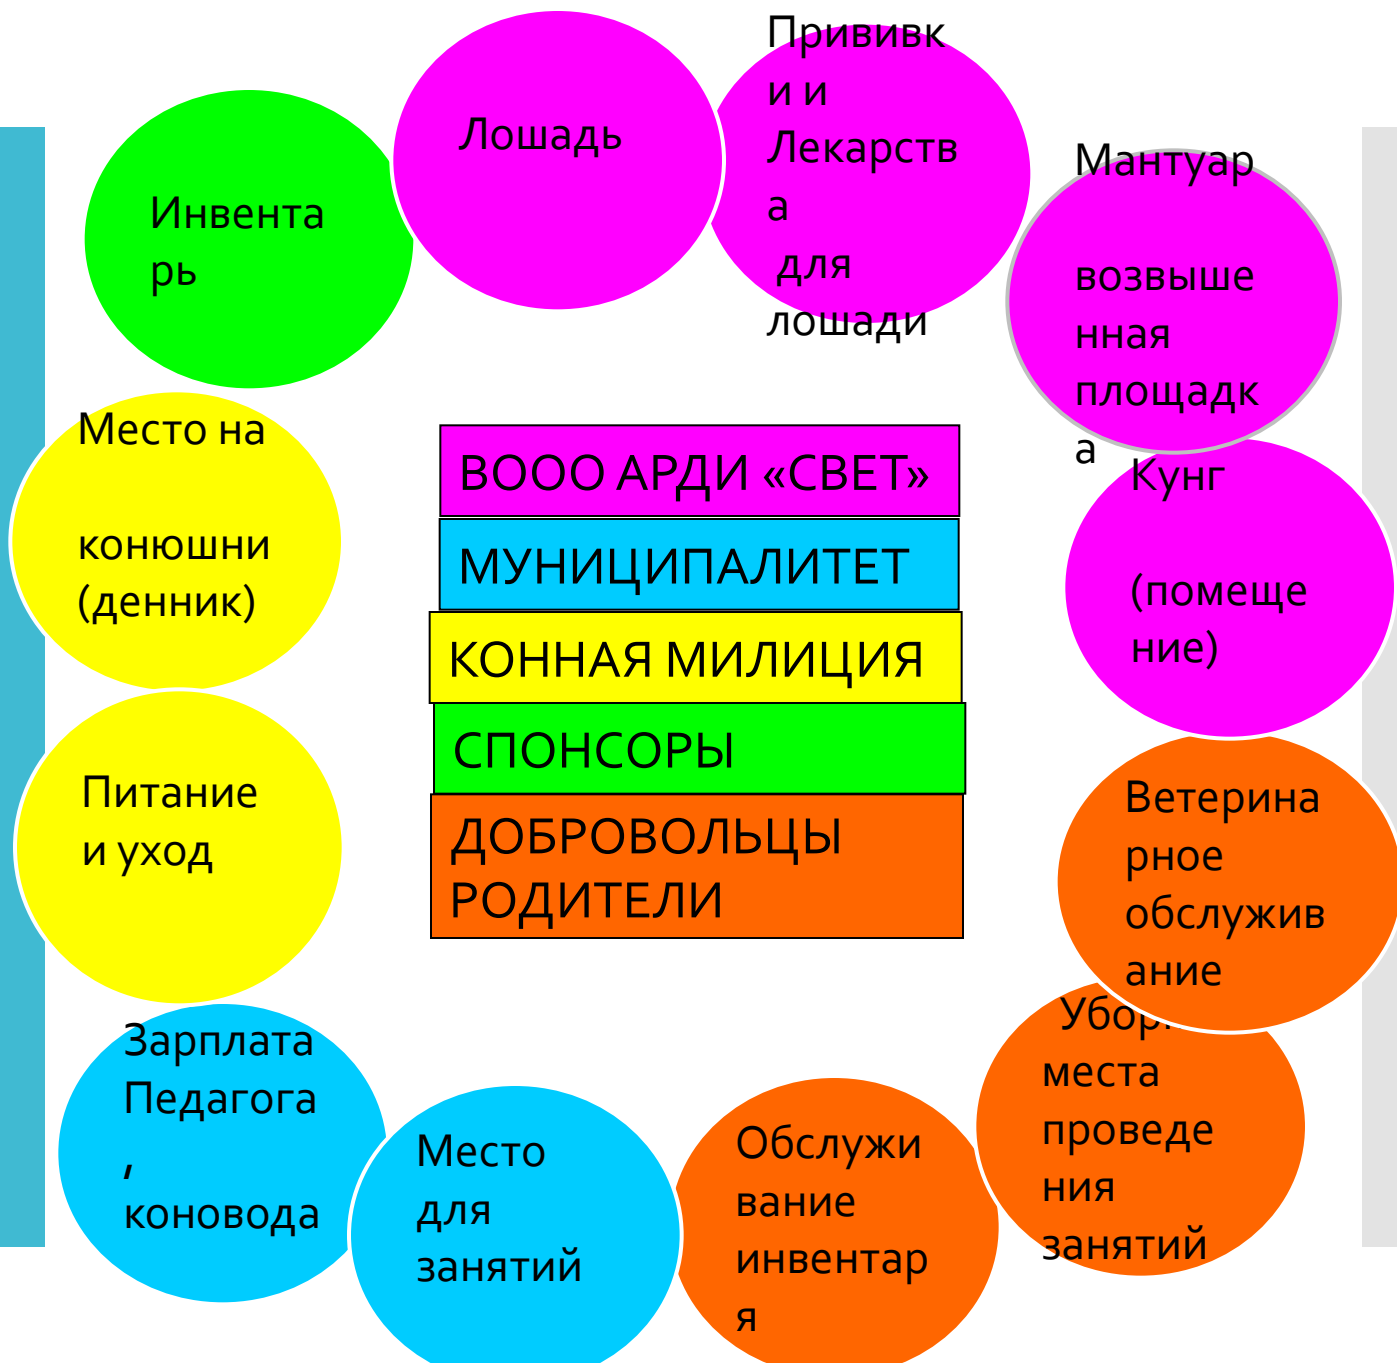 Лошадь
Прививк
и и
Лекарств
а
для
лошади
Мантуар
возвыше
нная
площадк
а
Кунг
(помеще
ние)
Ветерина
рное
обслужив
ание
места
проведе
ния
занятий
Обслужи
вание
инвентар
я
Место
для
занятий
Зарплата
Педагога
,
коновода
Питание
и уход
Место на
конюшни
(денник)
Инвента
рь
ВООО АРДИ «СВЕТ»
МУНИЦИПАЛИТЕТ
КОННАЯ МИЛИЦИЯ
СПОНСОРЫ
ДОБРОВОЛЬЦЫ
РОДИТЕЛИ